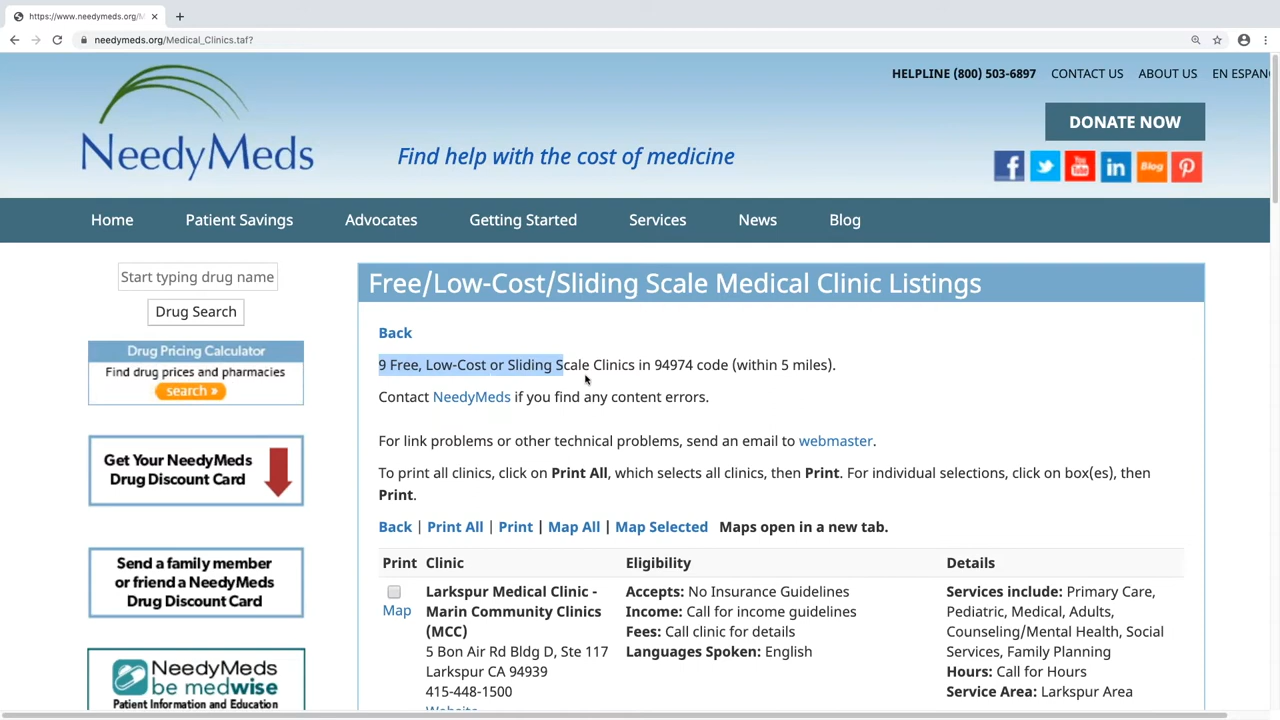 https://www.needymeds.org/M
needymeds.org/Medical_Clinics.taf?
HELPLINE (800) 503-6897 CONTACT US ABOUT US EN ESPAN
NeedyMeds
Find help with the cost of medicine
DONATE NOW
f
You
Tube
in
Blog
Home Patient Savings Advocates Getting Started Services News Blog
Start typing drug name
Drug Search
Drug Pricing Calculator
Find drug prices and pharmacies
search »
Get Your NeedyMeds
Drug Discount Card
Send a family member
or friend a NeedyMeds
Drug Discount Card
NeedyMeds
be medwise
Patient Information and Education
Free/Low-Cost/Sliding Scale Medical Clinic Listings
Back
9 Free, Low-Cost or Sliding Scale Clinics in 94974 code (within 5 miles).
Contact NeedyMeds if you find any content errors.
For link problems or other technical problems, send an email to webmaster.
To print all clinics, click on Print All, which selects all clinics, then Print. For individual selections, click on box(es), then
Print.
Back | Print All | Print | Map All | Map Selected Maps open in a new tab.
Print Clinic Eligibility Details
Map
Larkspur Medical Clinic -
Marin Community Clinics
(MCC)
5 Bon Air Rd Bldg D, Ste 117
Larkspur CA 94939
415-448-1500
Website
Accepts: No Insurance Guidelines
Income: Call for income guidelines
Fees: Call clinic for details
Languages Spoken: English
Services include: Primary Care,
Pediatric, Medical, Adults,
Counseling/Mental Health, Social
Services, Family Planning
Hours: Call for Hours
Service Area: Larkspur Area